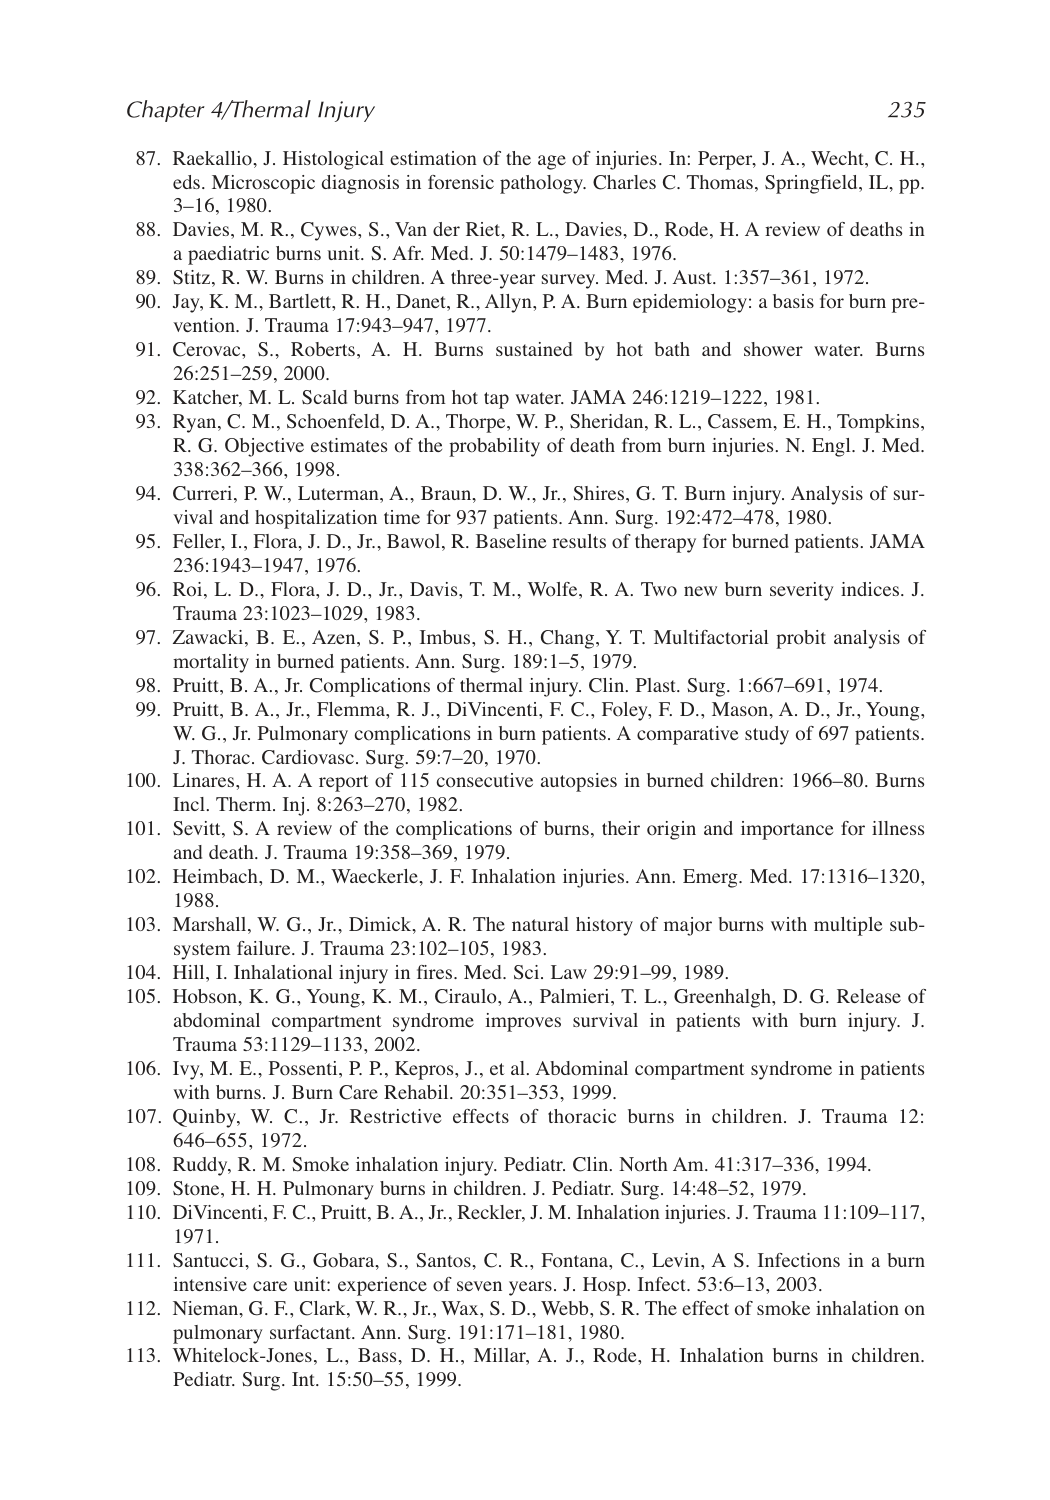 Chapter 4/Thermal Injury 235
87. Raekallio, J. Histological estimation of the age of injuries. In: Perper, J. A., Wecht, C. H.,
eds. Microscopic diagnosis in forensic pathology. Charles C. Thomas, Springfield, IL, pp.
3–16, 1980.
88. Davies, M. R., Cywes, S., Van der Riet, R. L., Davies, D., Rode, H. A review of deaths in
a paediatric burns unit. S. Afr. Med. J. 50:1479–1483, 1976.
89. Stitz, R. W. Burns in children. A three-year survey. Med. J. Aust. 1:357–361, 1972.
90. Jay, K. M., Bartlett, R. H., Danet, R., Allyn, P. A. Burn epidemiology: a basis for burn pre-
vention. J. Trauma 17:943–947, 1977.
91. Cerovac, S., Roberts, A. H. Burns sustained by hot bath and shower water. Burns
26:251–259, 2000.
92. Katcher, M. L. Scald burns from hot tap water. JAMA 246:1219–1222, 1981.
93. Ryan, C. M., Schoenfeld, D. A., Thorpe, W. P., Sheridan, R. L., Cassem, E. H., Tompkins,
R. G. Objective estimates of the probability of death from burn injuries. N. Engl. J. Med.
338:362–366, 1998.
94. Curreri, P. W., Luterman, A., Braun, D. W., Jr., Shires, G. T. Burn injury. Analysis of sur-
vival and hospitalization time for 937 patients. Ann. Surg. 192:472–478, 1980.
95. Feller, I., Flora, J. D., Jr., Bawol, R. Baseline results of therapy for burned patients. JAMA
236:1943–1947, 1976.
96. Roi, L. D., Flora, J. D., Jr., Davis, T. M., Wolfe, R. A. Two new burn severity indices. J.
Trauma 23:1023–1029, 1983.
97. Zawacki, B. E., Azen, S. P., Imbus, S. H., Chang, Y. T. Multifactorial probit analysis of
mortality in burned patients. Ann. Surg. 189:1–5, 1979.
98. Pruitt, B. A., Jr. Complications of thermal injury. Clin. Plast. Surg. 1:667–691, 1974.
99. Pruitt, B. A., Jr., Flemma, R. J., DiVincenti, F. C., Foley, F. D., Mason, A. D., Jr., Young,
W. G., Jr. Pulmonary complications in burn patients. A comparative study of 697 patients.
J. Thorac. Cardiovasc. Surg. 59:7–20, 1970.
100. Linares, H. A. A report of 115 consecutive autopsies in burned children: 1966–80. Burns
Incl. Therm. Inj. 8:263–270, 1982.
101. Sevitt, S. A review of the complications of burns, their origin and importance for illness
and death. J. Trauma 19:358–369, 1979.
102. Heimbach, D. M., Waeckerle, J. F. Inhalation injuries. Ann. Emerg. Med. 17:1316–1320,
1988.
103. Marshall, W. G., Jr., Dimick, A. R. The natural history of major burns with multiple sub-
system failure. J. Trauma 23:102–105, 1983.
104. Hill, I. Inhalational injury in fires. Med. Sci. Law 29:91–99, 1989.
105. Hobson, K. G., Young, K. M., Ciraulo, A., Palmieri, T. L., Greenhalgh, D. G. Release of
abdominal compartment syndrome improves survival in patients with burn injury. J.
Trauma 53:1129–1133, 2002.
106. Ivy, M. E., Possenti, P. P., Kepros, J., et al. Abdominal compartment syndrome in patients
with burns. J. Burn Care Rehabil. 20:351–353, 1999.
107. Quinby, W. C., Jr. Restrictive effects of thoracic burns in children. J. Trauma 12:
646–655, 1972.
108. Ruddy, R. M. Smoke inhalation injury. Pediatr. Clin. North Am. 41:317–336, 1994.
109. Stone, H. H. Pulmonary burns in children. J. Pediatr. Surg. 14:48–52, 1979.
110. DiVincenti, F. C., Pruitt, B. A., Jr., Reckler, J. M. Inhalation injuries. J. Trauma 11:109–117,
1971.
111. Santucci, S. G., Gobara, S., Santos, C. R., Fontana, C., Levin, A S. Infections in a burn
intensive care unit: experience of seven years. J. Hosp. Infect. 53:6–13, 2003.
112. Nieman, G. F., Clark, W. R., Jr., Wax, S. D., Webb, S. R. The effect of smoke inhalation on
pulmonary surfactant. Ann. Surg. 191:171–181, 1980.
113. Whitelock-Jones, L., Bass, D. H., Millar, A. J., Rode, H. Inhalation burns in children.
Pediatr. Surg. Int. 15:50–55, 1999.